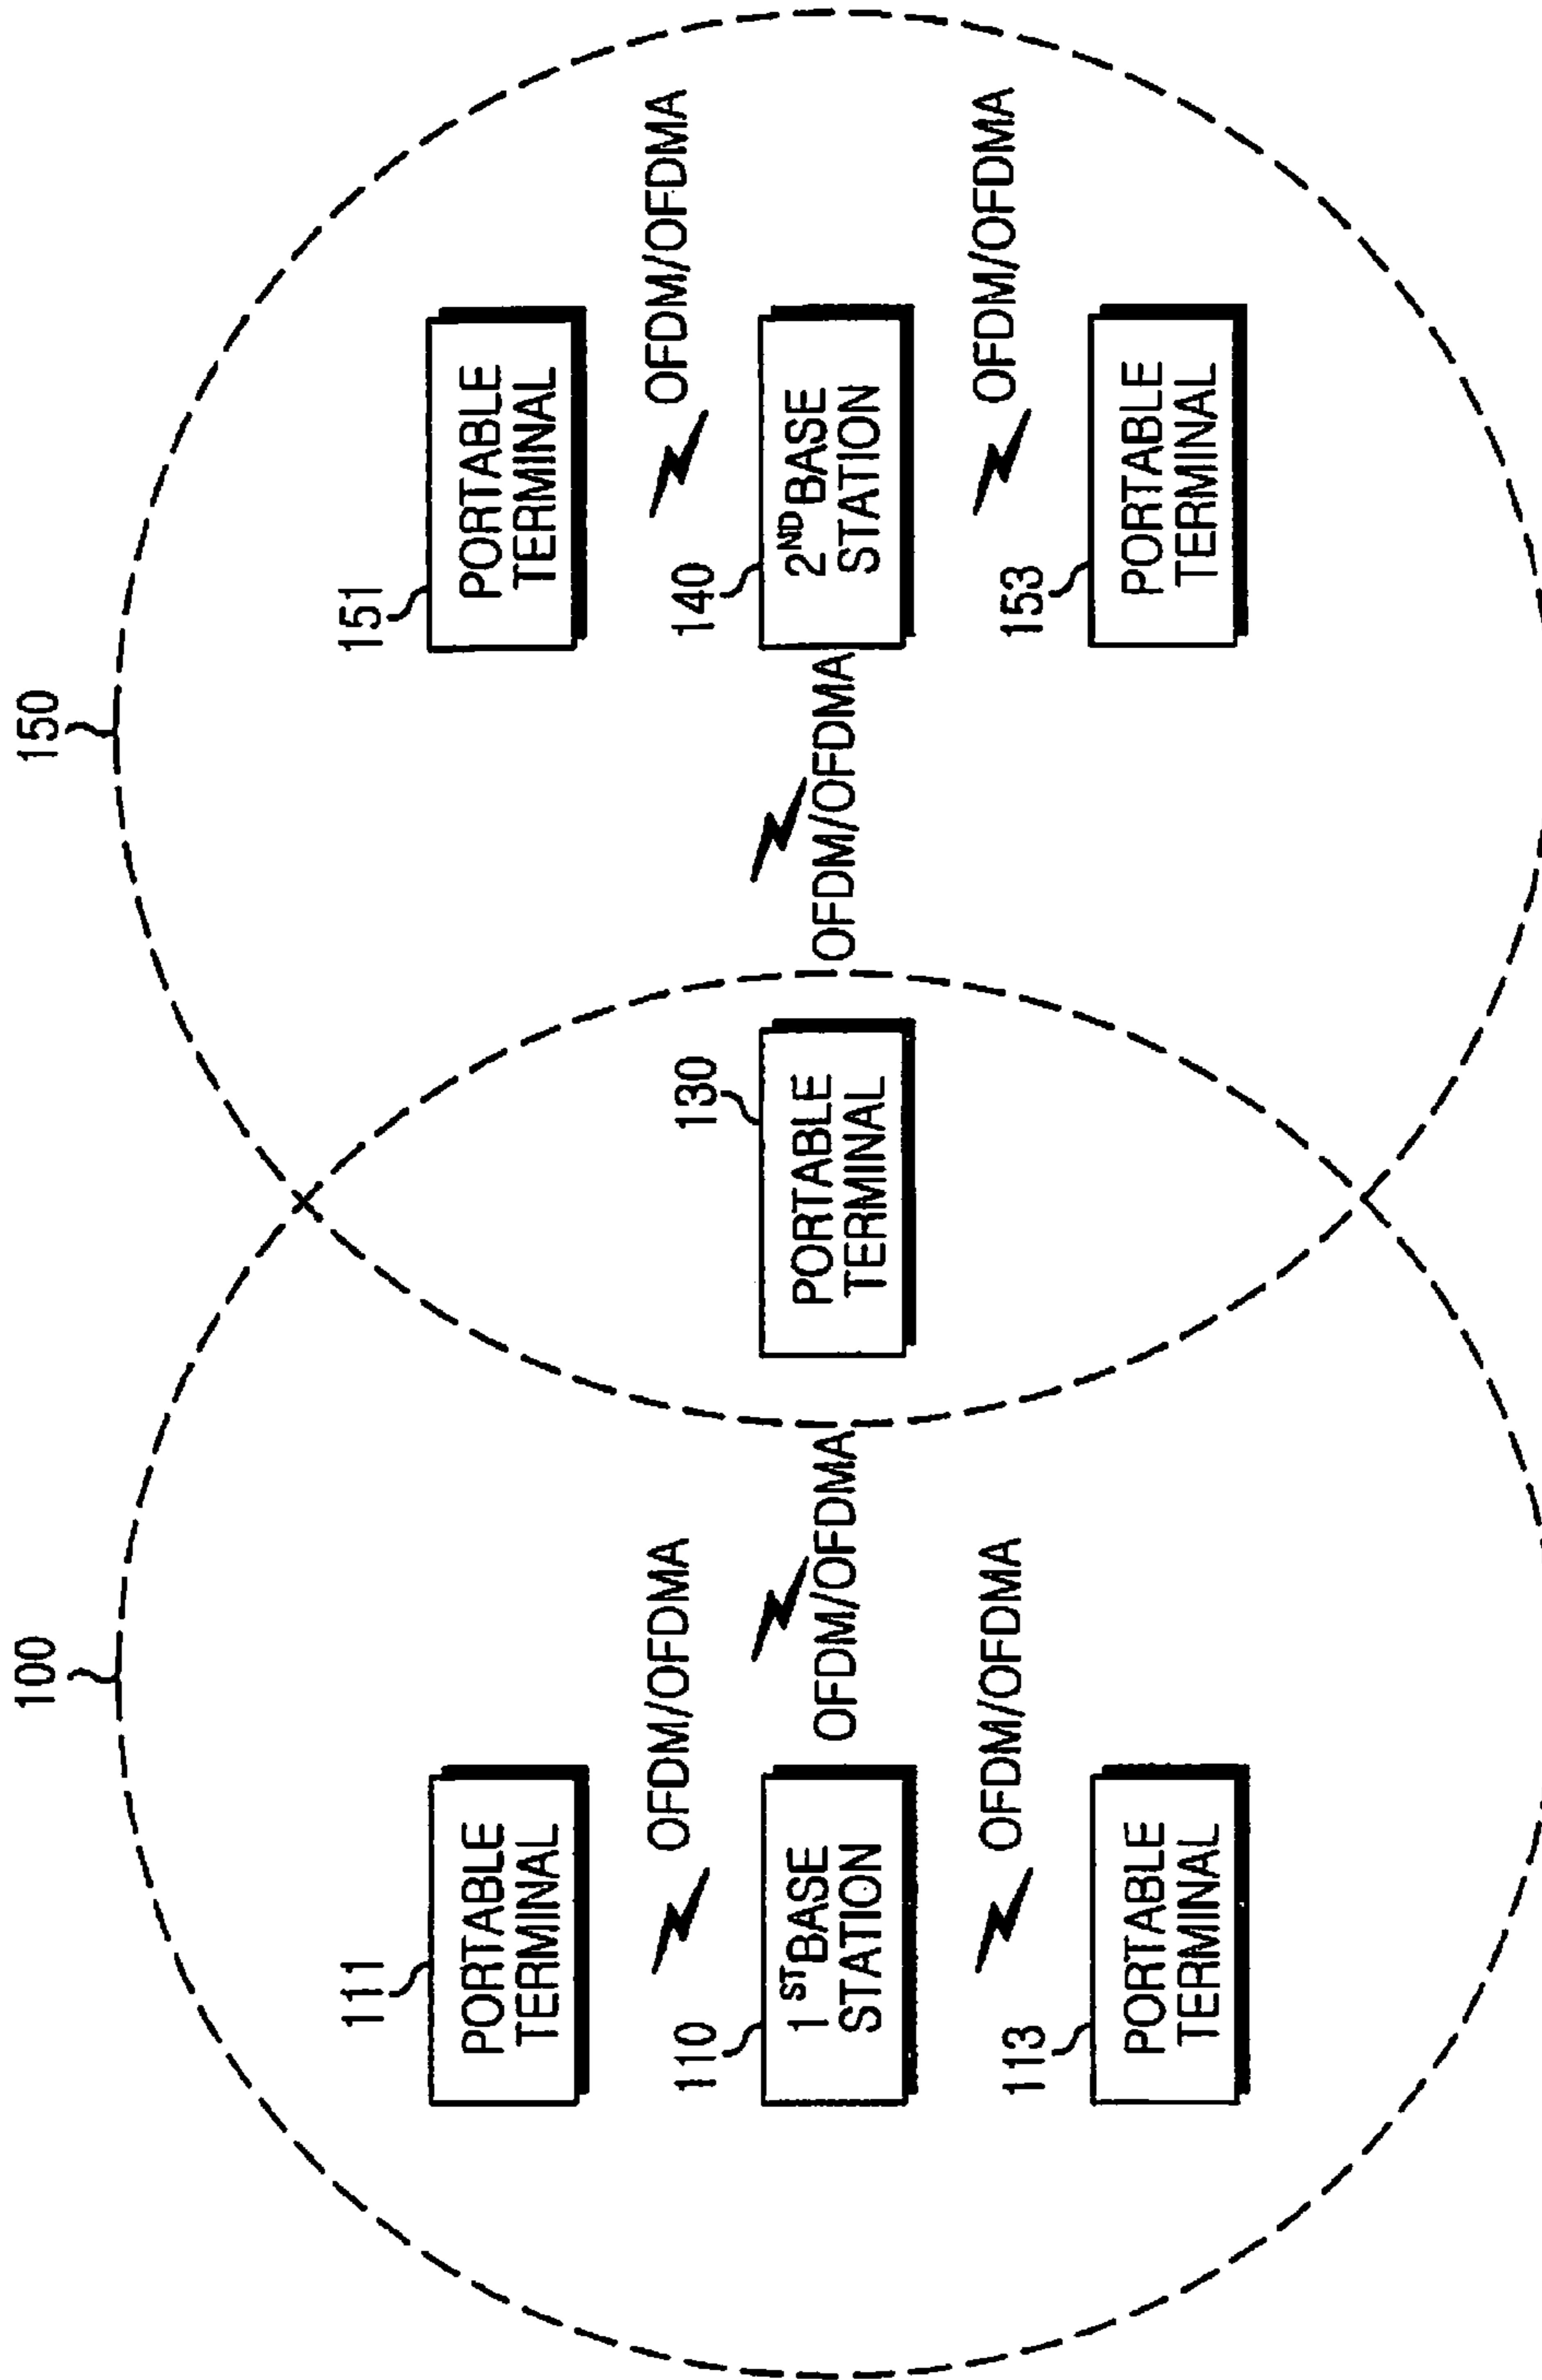 100
150
111
PORTABLE
TERMINAL
151
PORTABLE
TERMINAL
OFDM/OFDMA
OFDM/OFDMA
110
1ST BASE
STATION
OFDM/OFDMA
130
PORTABLE
TERMINAL
OFDM/OFDMA
140
2ND BASE
STATION
OFDM/OFDMA
OFDM/OFDMA
113
PORTABLE
TERMINAL
153
PORTABLE
TERMINAL